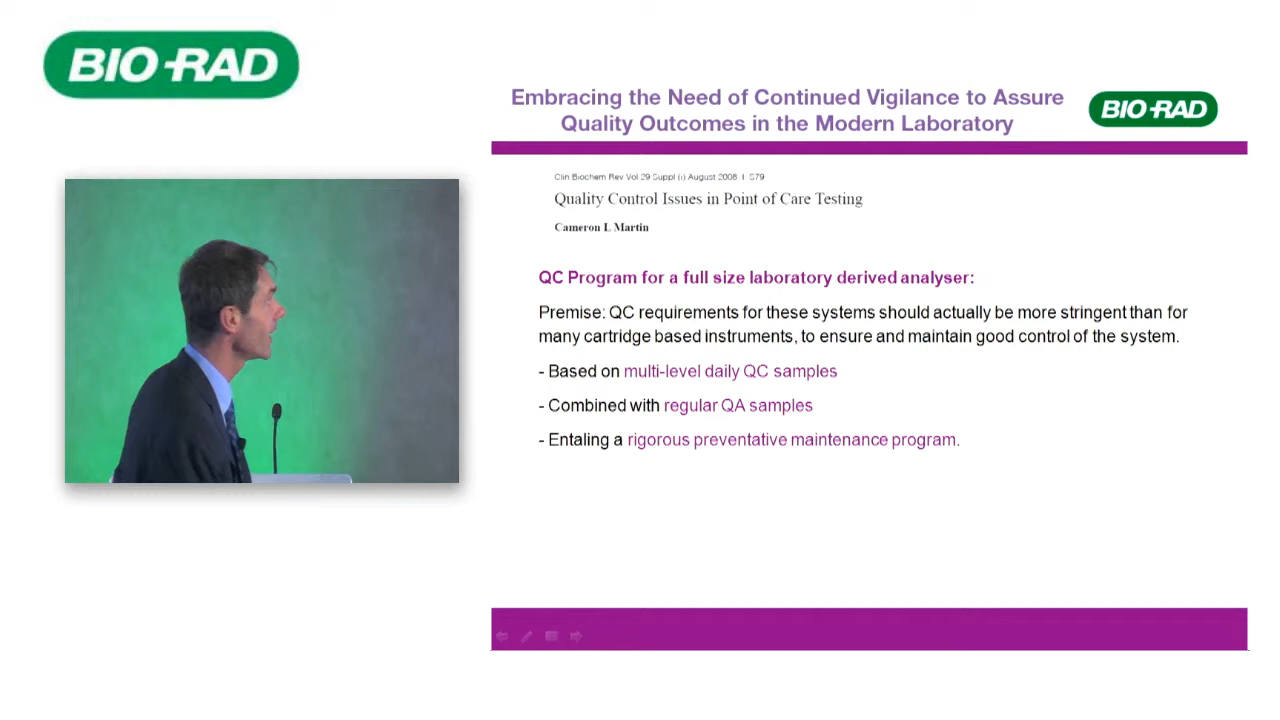 BIO-RAD
Embracing the Need of Continued Vigilance to Assure
Quality Outcomes in the Modern Laboratory
BIO-RAD
Clin Biochem Rev Vol 29 Suppl (i) August 2008 I S79
Quality Control Issues in Point of Care Testing
Cameron L Martin
QC Program for a full size laboratory derived analyser:
Premise: QC requirements for these systems should actually be more stringent than for
many cartridge based instruments, to ensure and maintain good control of the system.
- Based on multi-level daily QC samples
- Combined with regular QA samples
- Entaling a rigorous preventative maintenance program.